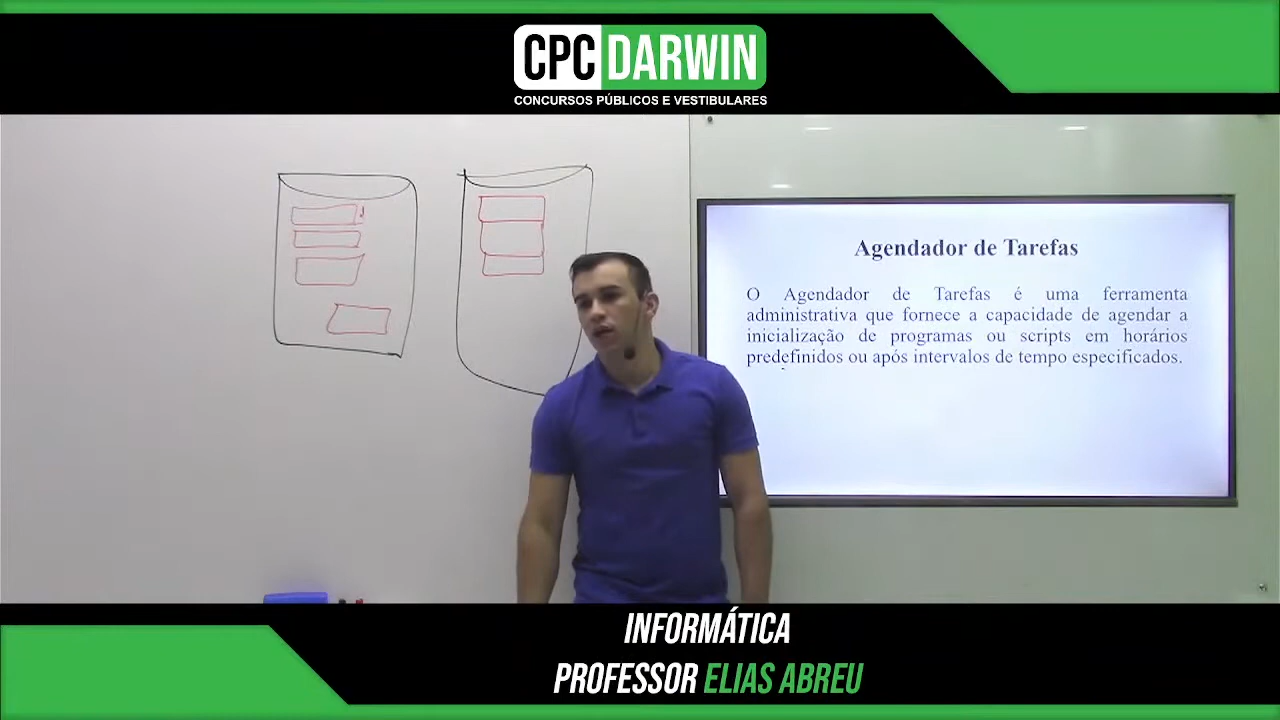 CPC DARWIN
CONCURSOS PÚBLICOS E VESTIBULARES
Agendador de Tarefas
O Agendador de Tarefas é uma ferramenta
administrativa que fornece a capacidade de agendar a
inicialização de programas ou scripts em horários
predefinidos ou após intervalos de tempo especificados.
INFORMÁTICA
PROFESSOR ELIAS ABREU